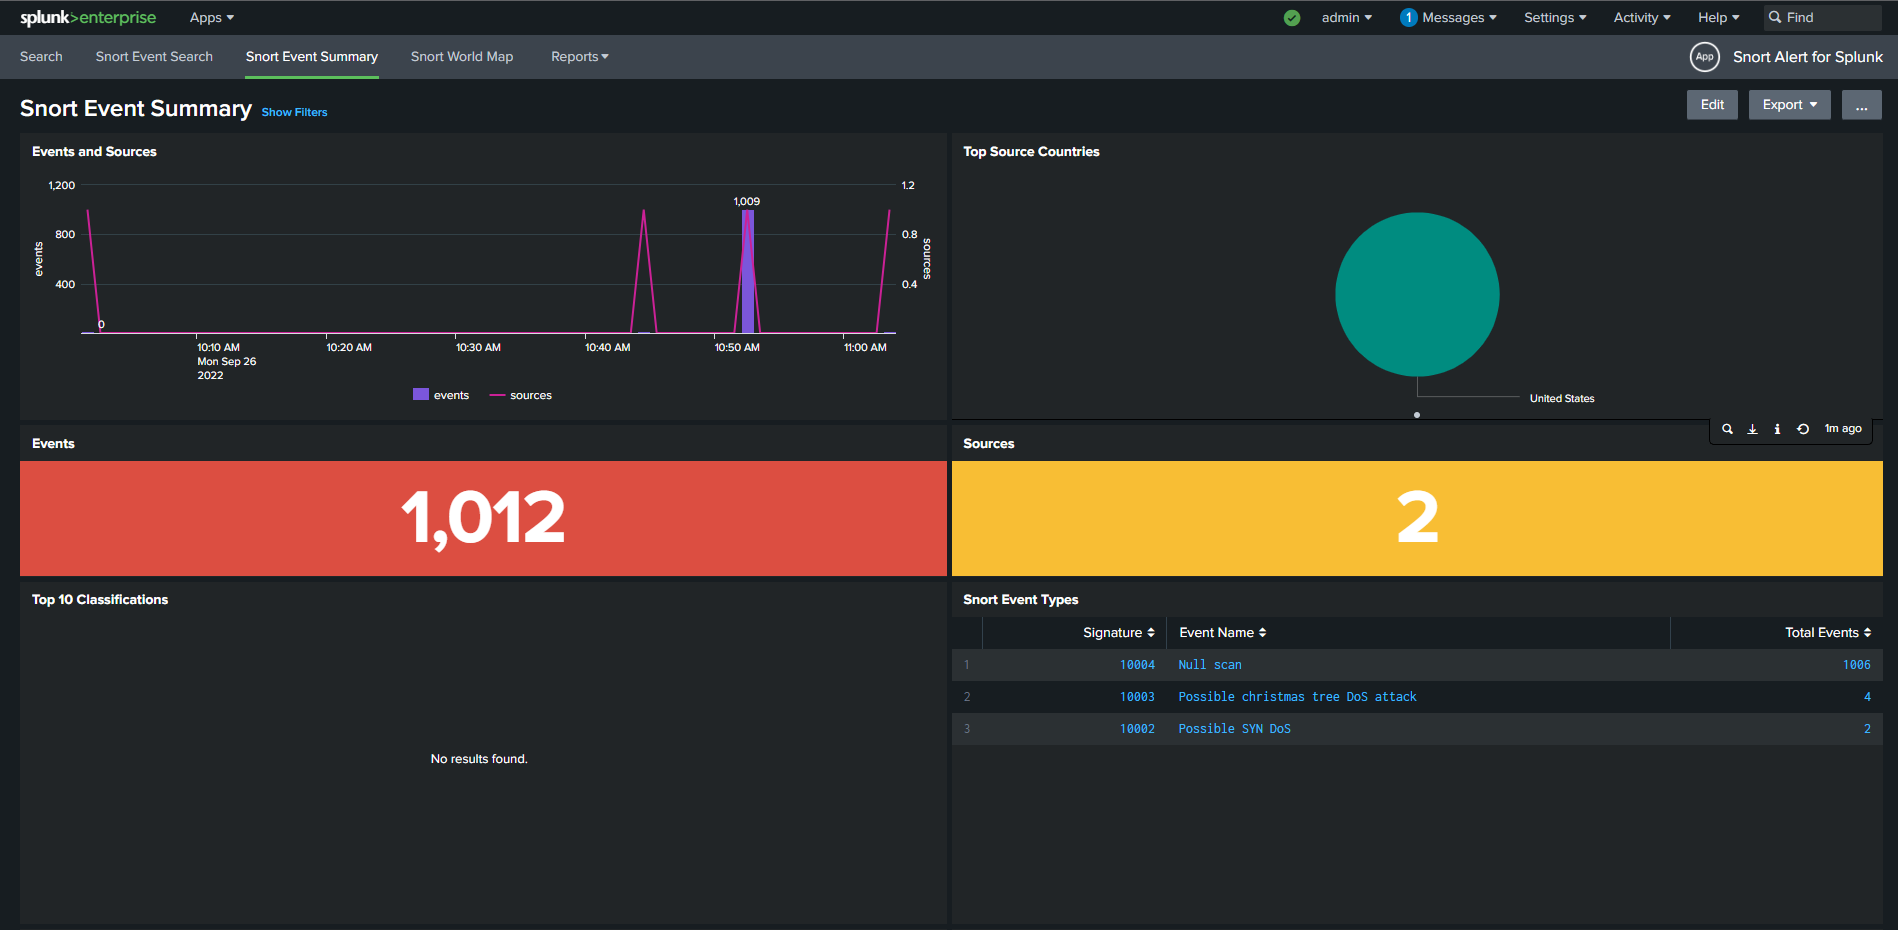 splunk>enterprise Apps admin 1 Messages Settings Activity Help Find
Search Snort Event Search Snort Event Summary Snort World Map Reports App Snort Alert for Splunk
Snort Event Summary Show Filters Edit Export ...
Events and Sources
1,200
800
400
events
1.2
0.8
0.4
sources
1,009
0
10:10 AM
Mon Sep 26
2022
10:20 AM
10:30 AM
10:40 AM
10:50 AM
11:00 AM
events sources
Top Source Countries
United States
1m ago
Events
1,012
Sources
2
Top 10 Classifications
No results found.
Snort Event Types
Signature Event Name Total Events
1 10004 Null scan 1006
2 10003 Possible christmas tree DoS attack 4
3 10002 Possible SYN DoS 2